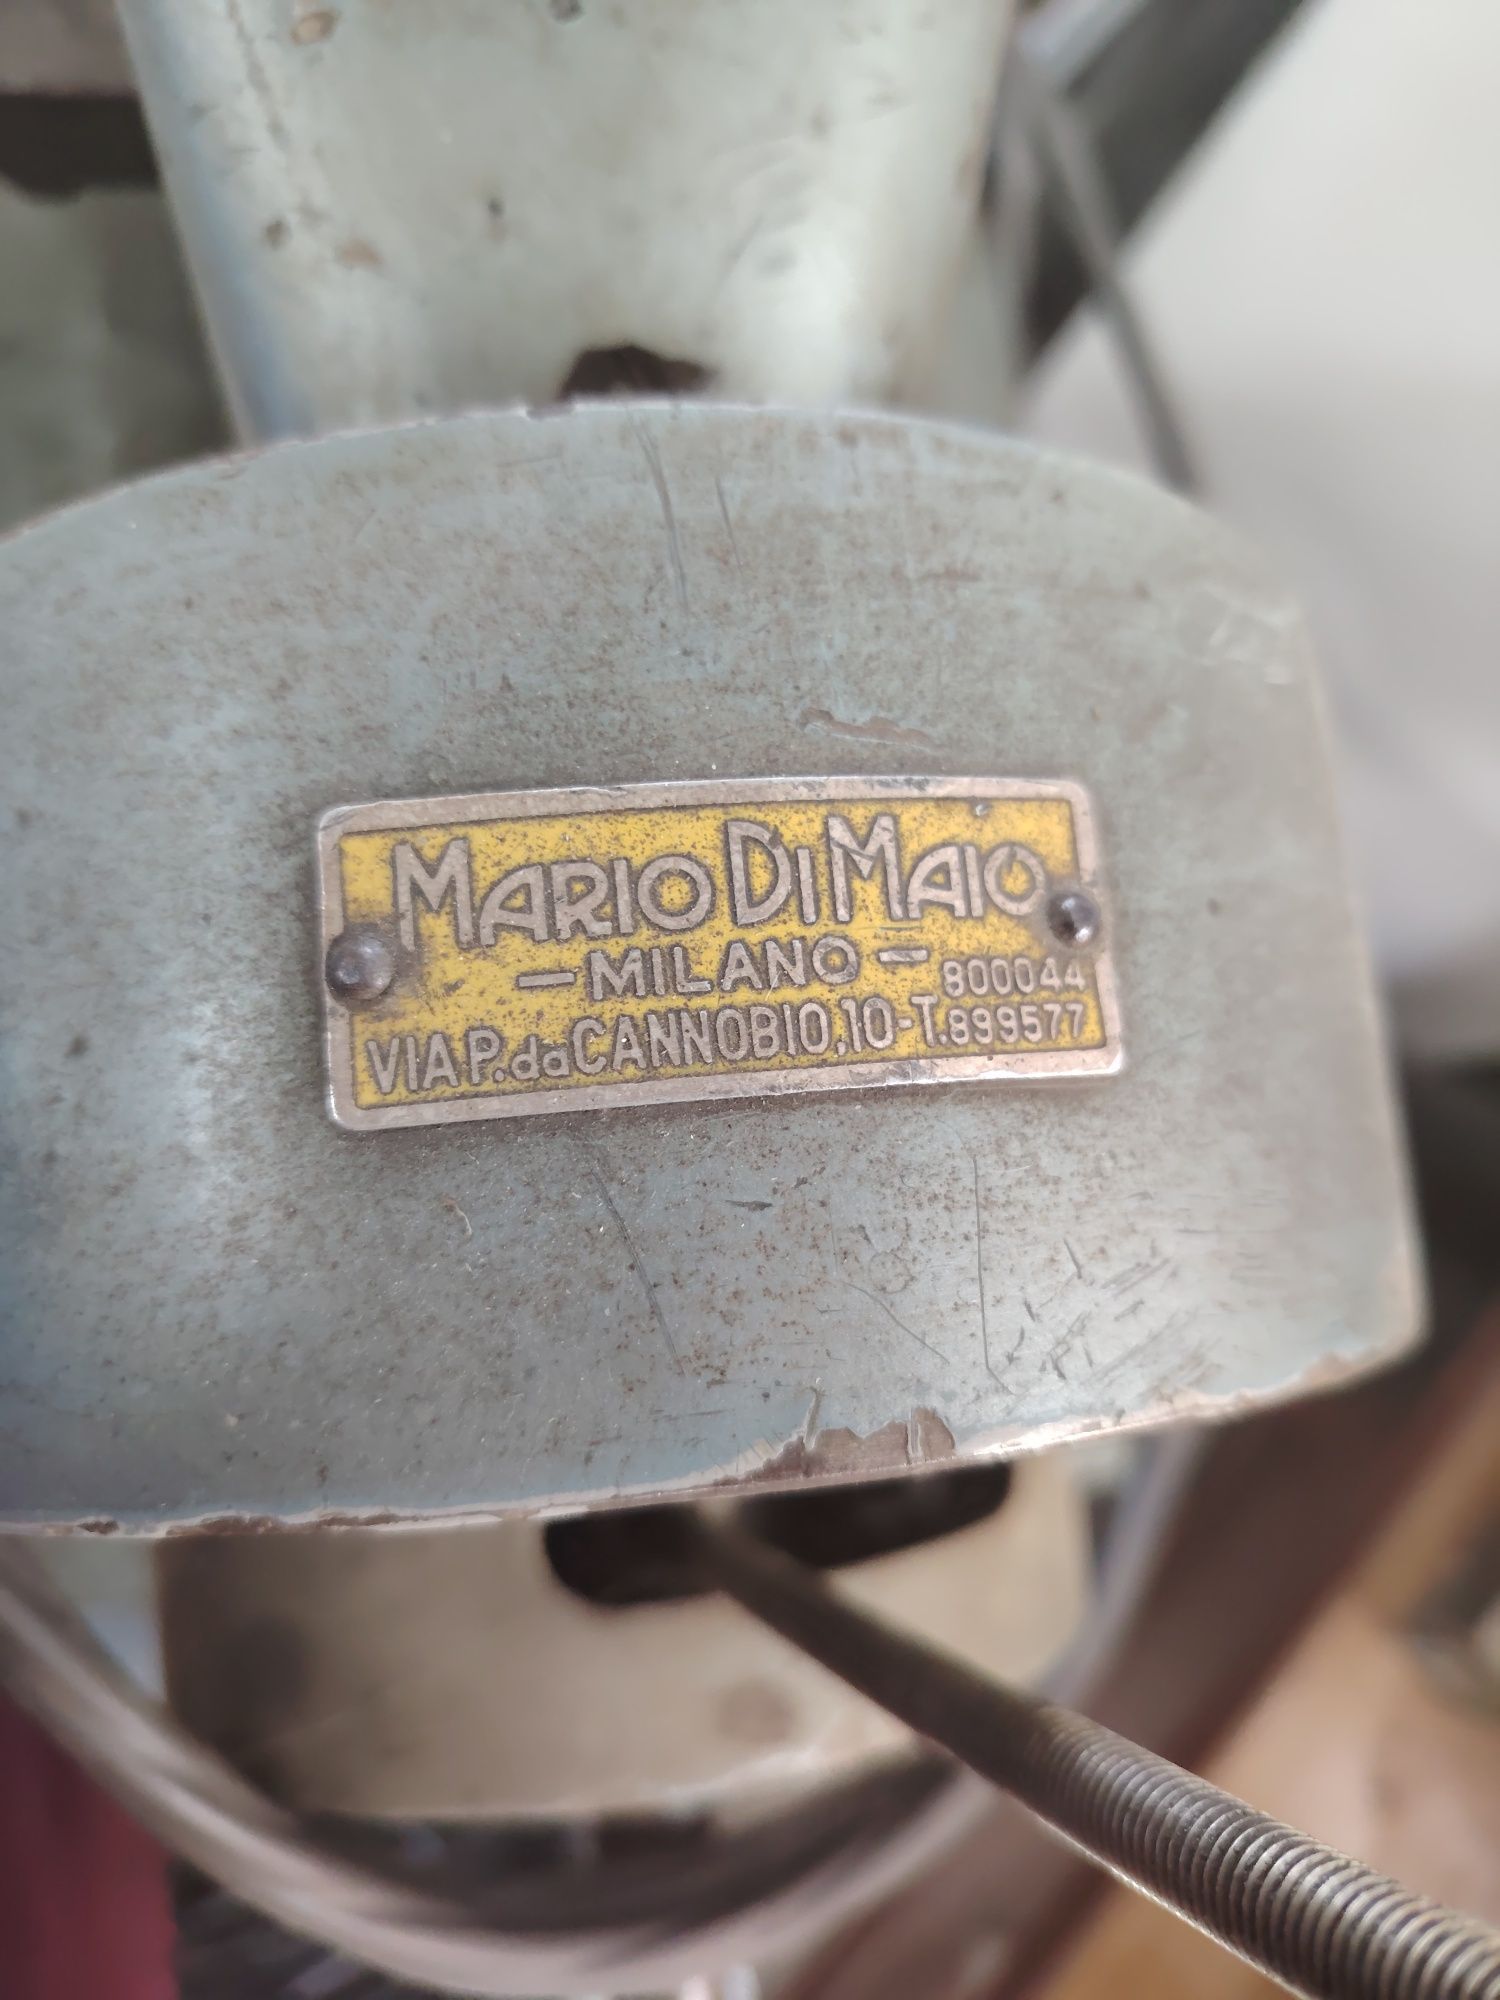 MARIO DI MAIO
- MILANO - 800044
VIA P. da CANNOBIO, 10 - T. 899577